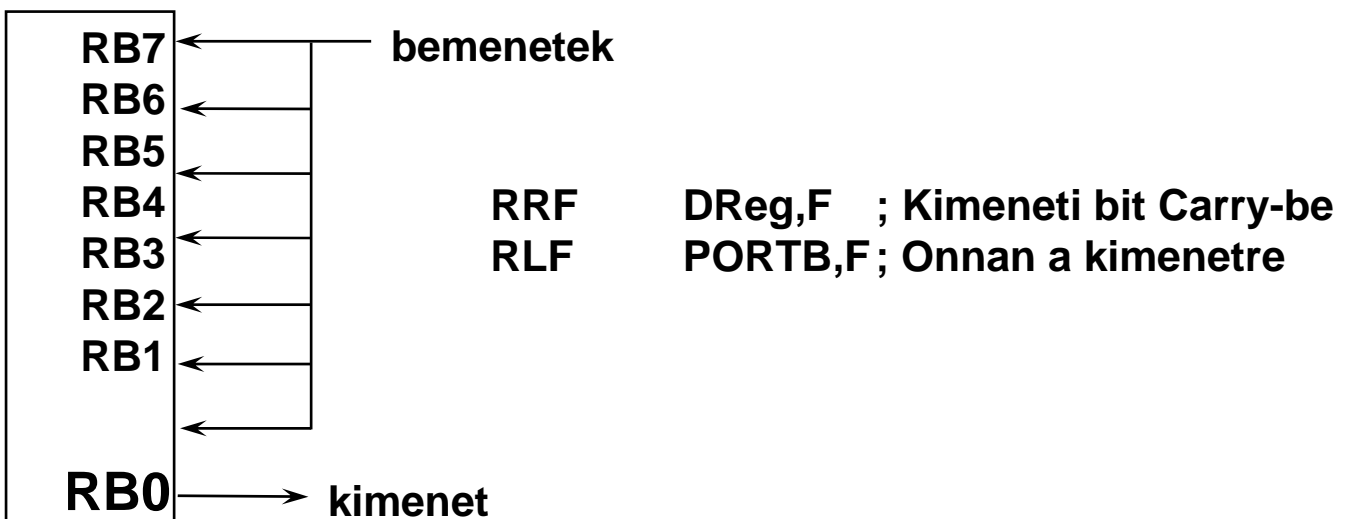 RB7
bemenetek
RB6
RB5
RB4
RRF DReg,F ; Kimeneti bit Carry-be
RB3
RLF PORTB,F ; Onnan a kimenetre
RB2
RB1
RB0
kimenet